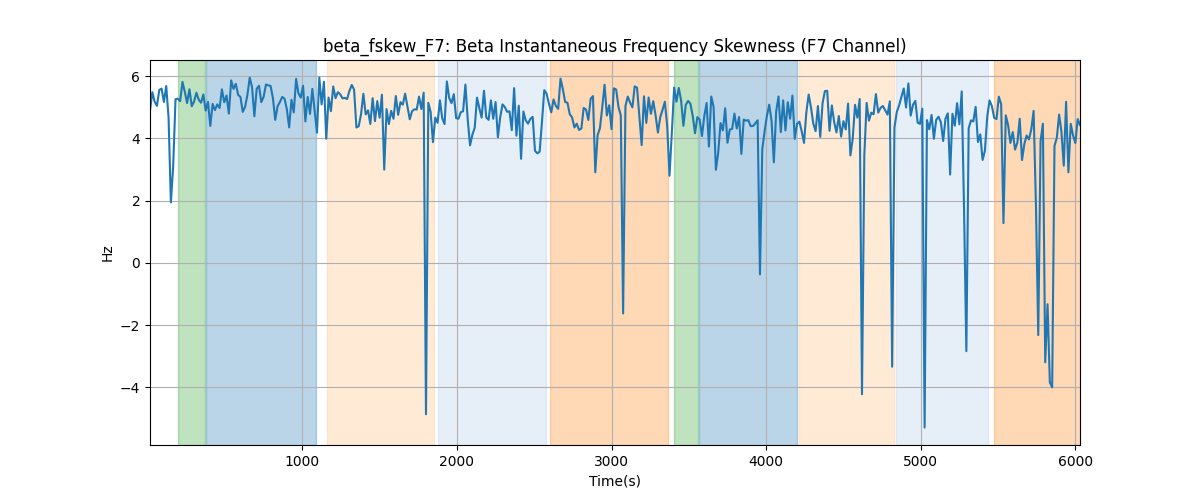 beta_fskew_F7: Beta Instantaneous Frequency Skewness (F7 Channel)
6
4
2
0
−2
−4
Hz
1000 2000 3000 4000 5000 6000
Time(s)